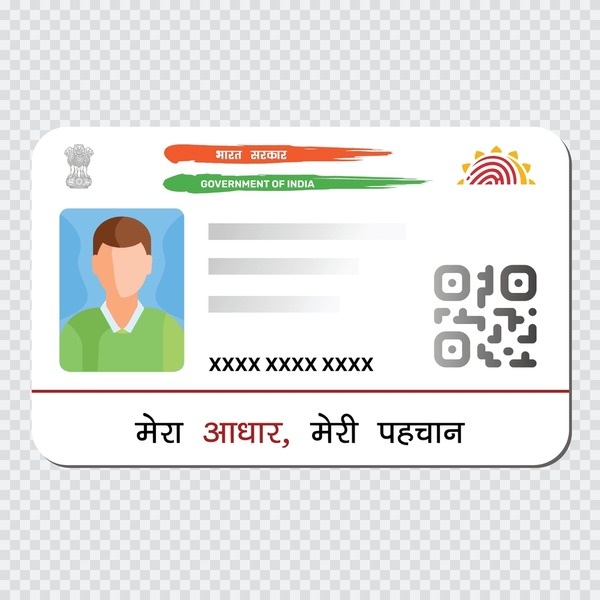 भारत सरकार
GOVERNMENT OF INDIA
XXXX XXXX XXXX
मेरा आधार, मेरी पहचान